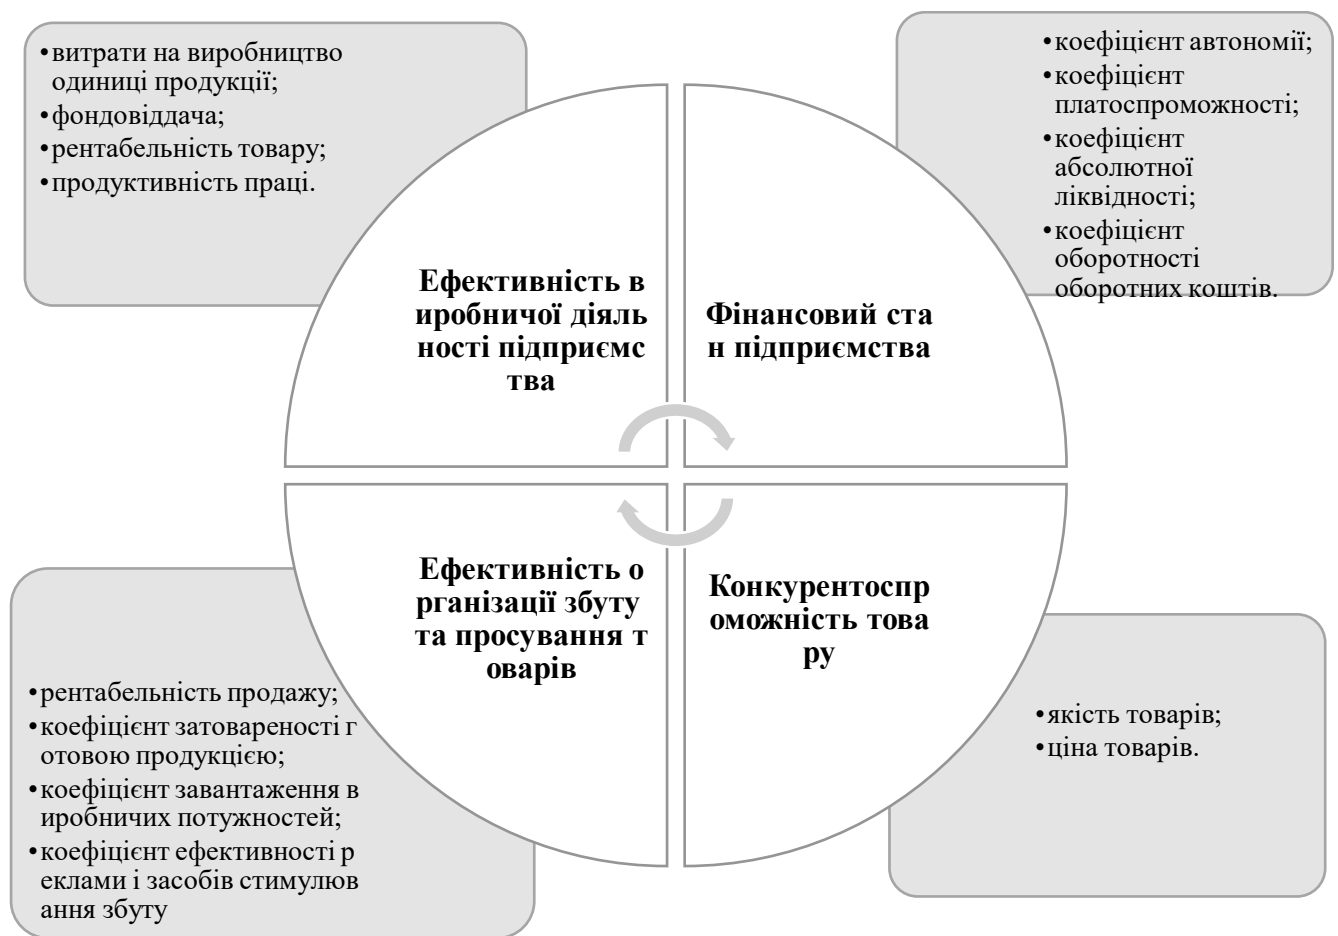 •витрати на виробництво
одиниці продукції;
•фондовіддача;
•рентабельність товару;
•продуктивність праці.
•коефіцієнт автономії;
•коефіцієнт
платоспроможності;
•коефіцієнт
абсолютної
ліквідності;
•коефіцієнт
оборотності
оборотних коштів.
Ефективність в
иробничої діяль
ності підприємс
тва
Фінансовий ста
н підприємства
Ефективність о
рганізації збуту
та просування т
оварів
Конкурентоспр
оможність това
ру
•рентабельність продажу;
•коефіцієнт затовареності г
отовою продукцією;
•коефіцієнт завантаження в
иробничих потужностей;
•коефіцієнт ефективності р
еклами і засобів стимулюв
ання збуту
•якість товарів;
•ціна товарів.